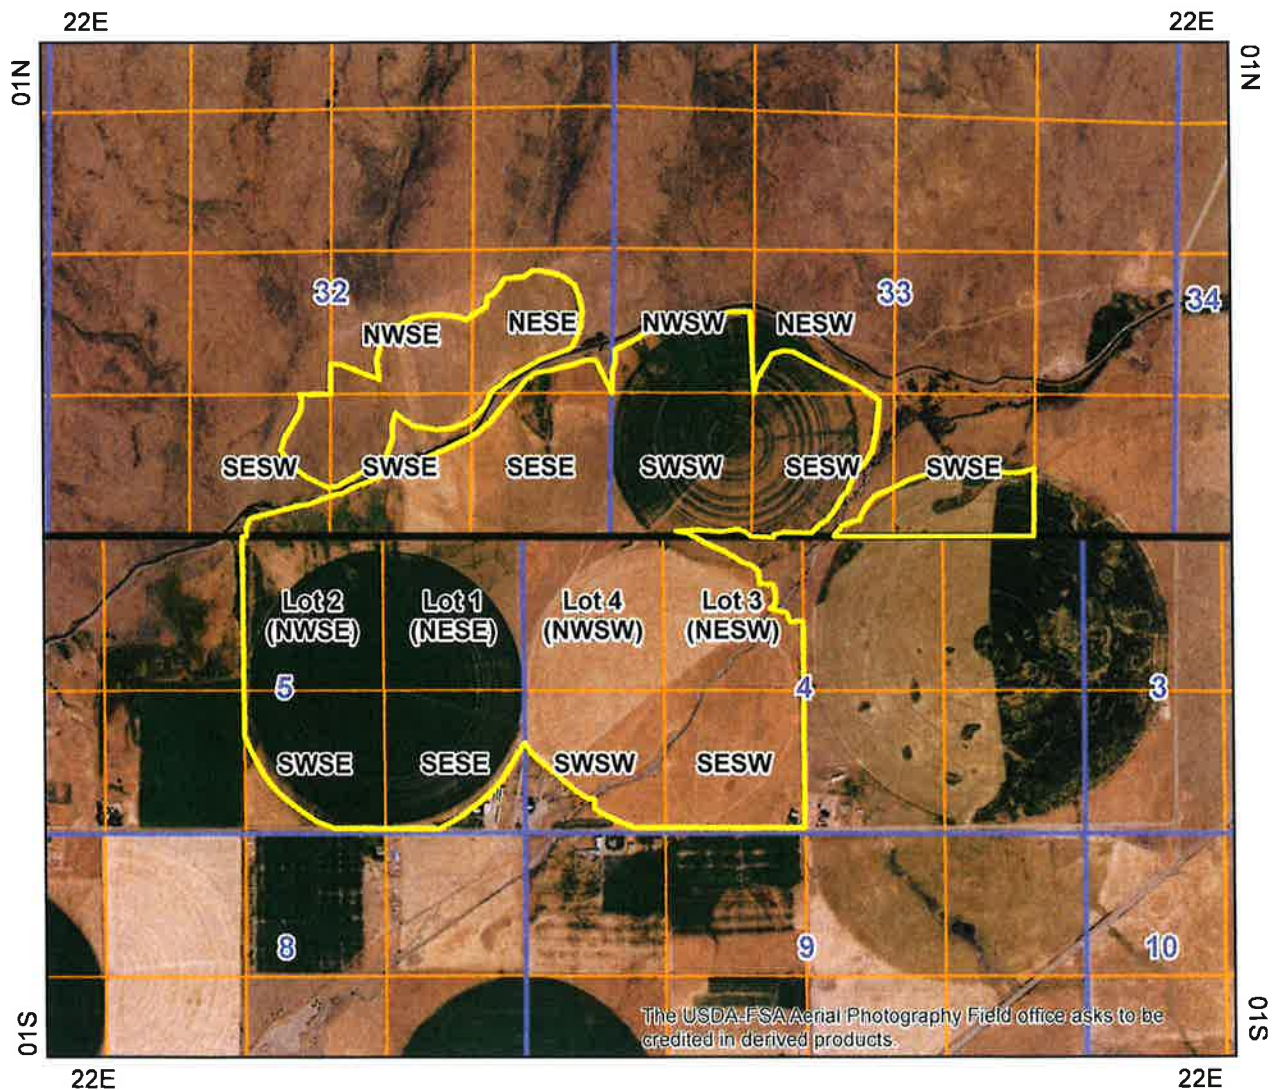 22E
22E
01N
01N
32
33
34
NWSE
NESE
NWSW
NESW
SESW
SWSE
SESE
SWSW
SESW
SWSE
Lot 2
(NWSE)
Lot 1
(NESE)
Lot 4
(NWSW)
Lot 3
(NESW)
5
4
3
SWSE
SESE
SWSW
SESW
8
9
10
The USDA-FSA Aerial Photography Field office asks to be
credited in derived products.
01S
01S
22E
22E